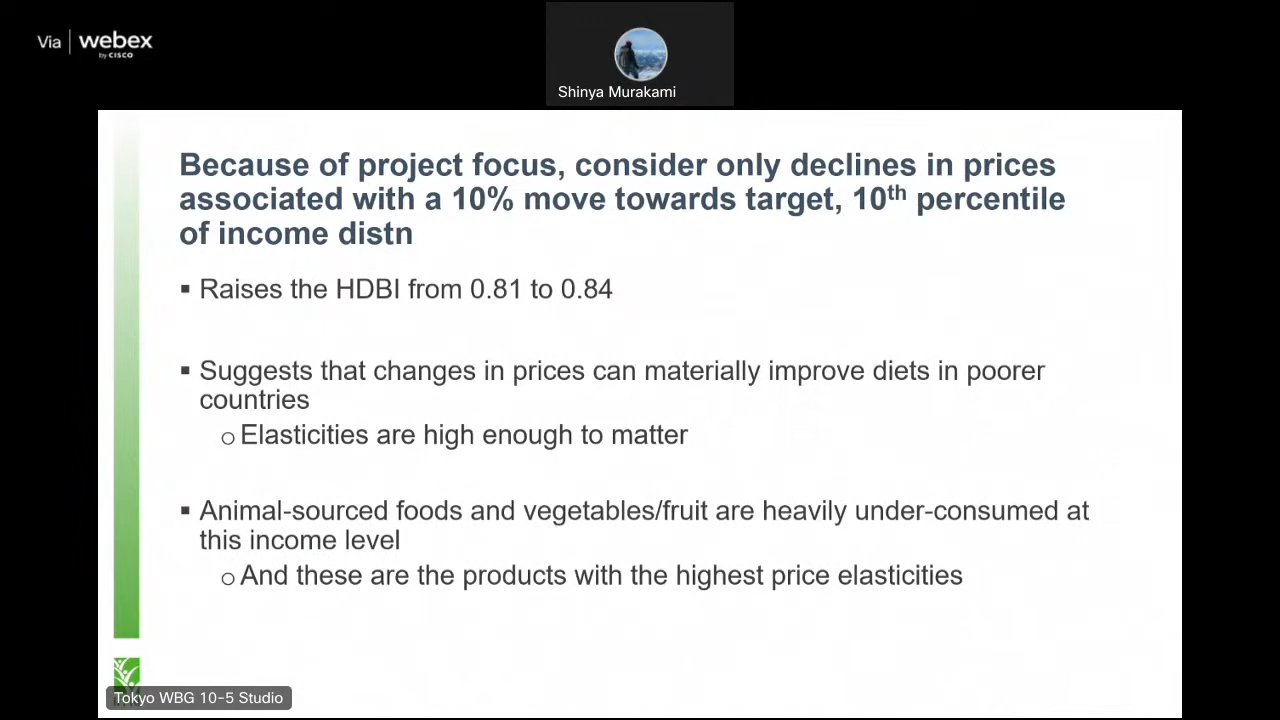 Via | webex
by CISCO
Shinya Murakami
Because of project focus, consider only declines in prices
associated with a 10% move towards target, 10th percentile
of income distn
▪ Raises the HDBI from 0.81 to 0.84
▪ Suggests that changes in prices can materially improve diets in poorer
countries
o Elasticities are high enough to matter
▪ Animal-sourced foods and vegetables/fruit are heavily under-consumed at
this income level
o And these are the products with the highest price elasticities
Tokyo WBG 10-5 Studio